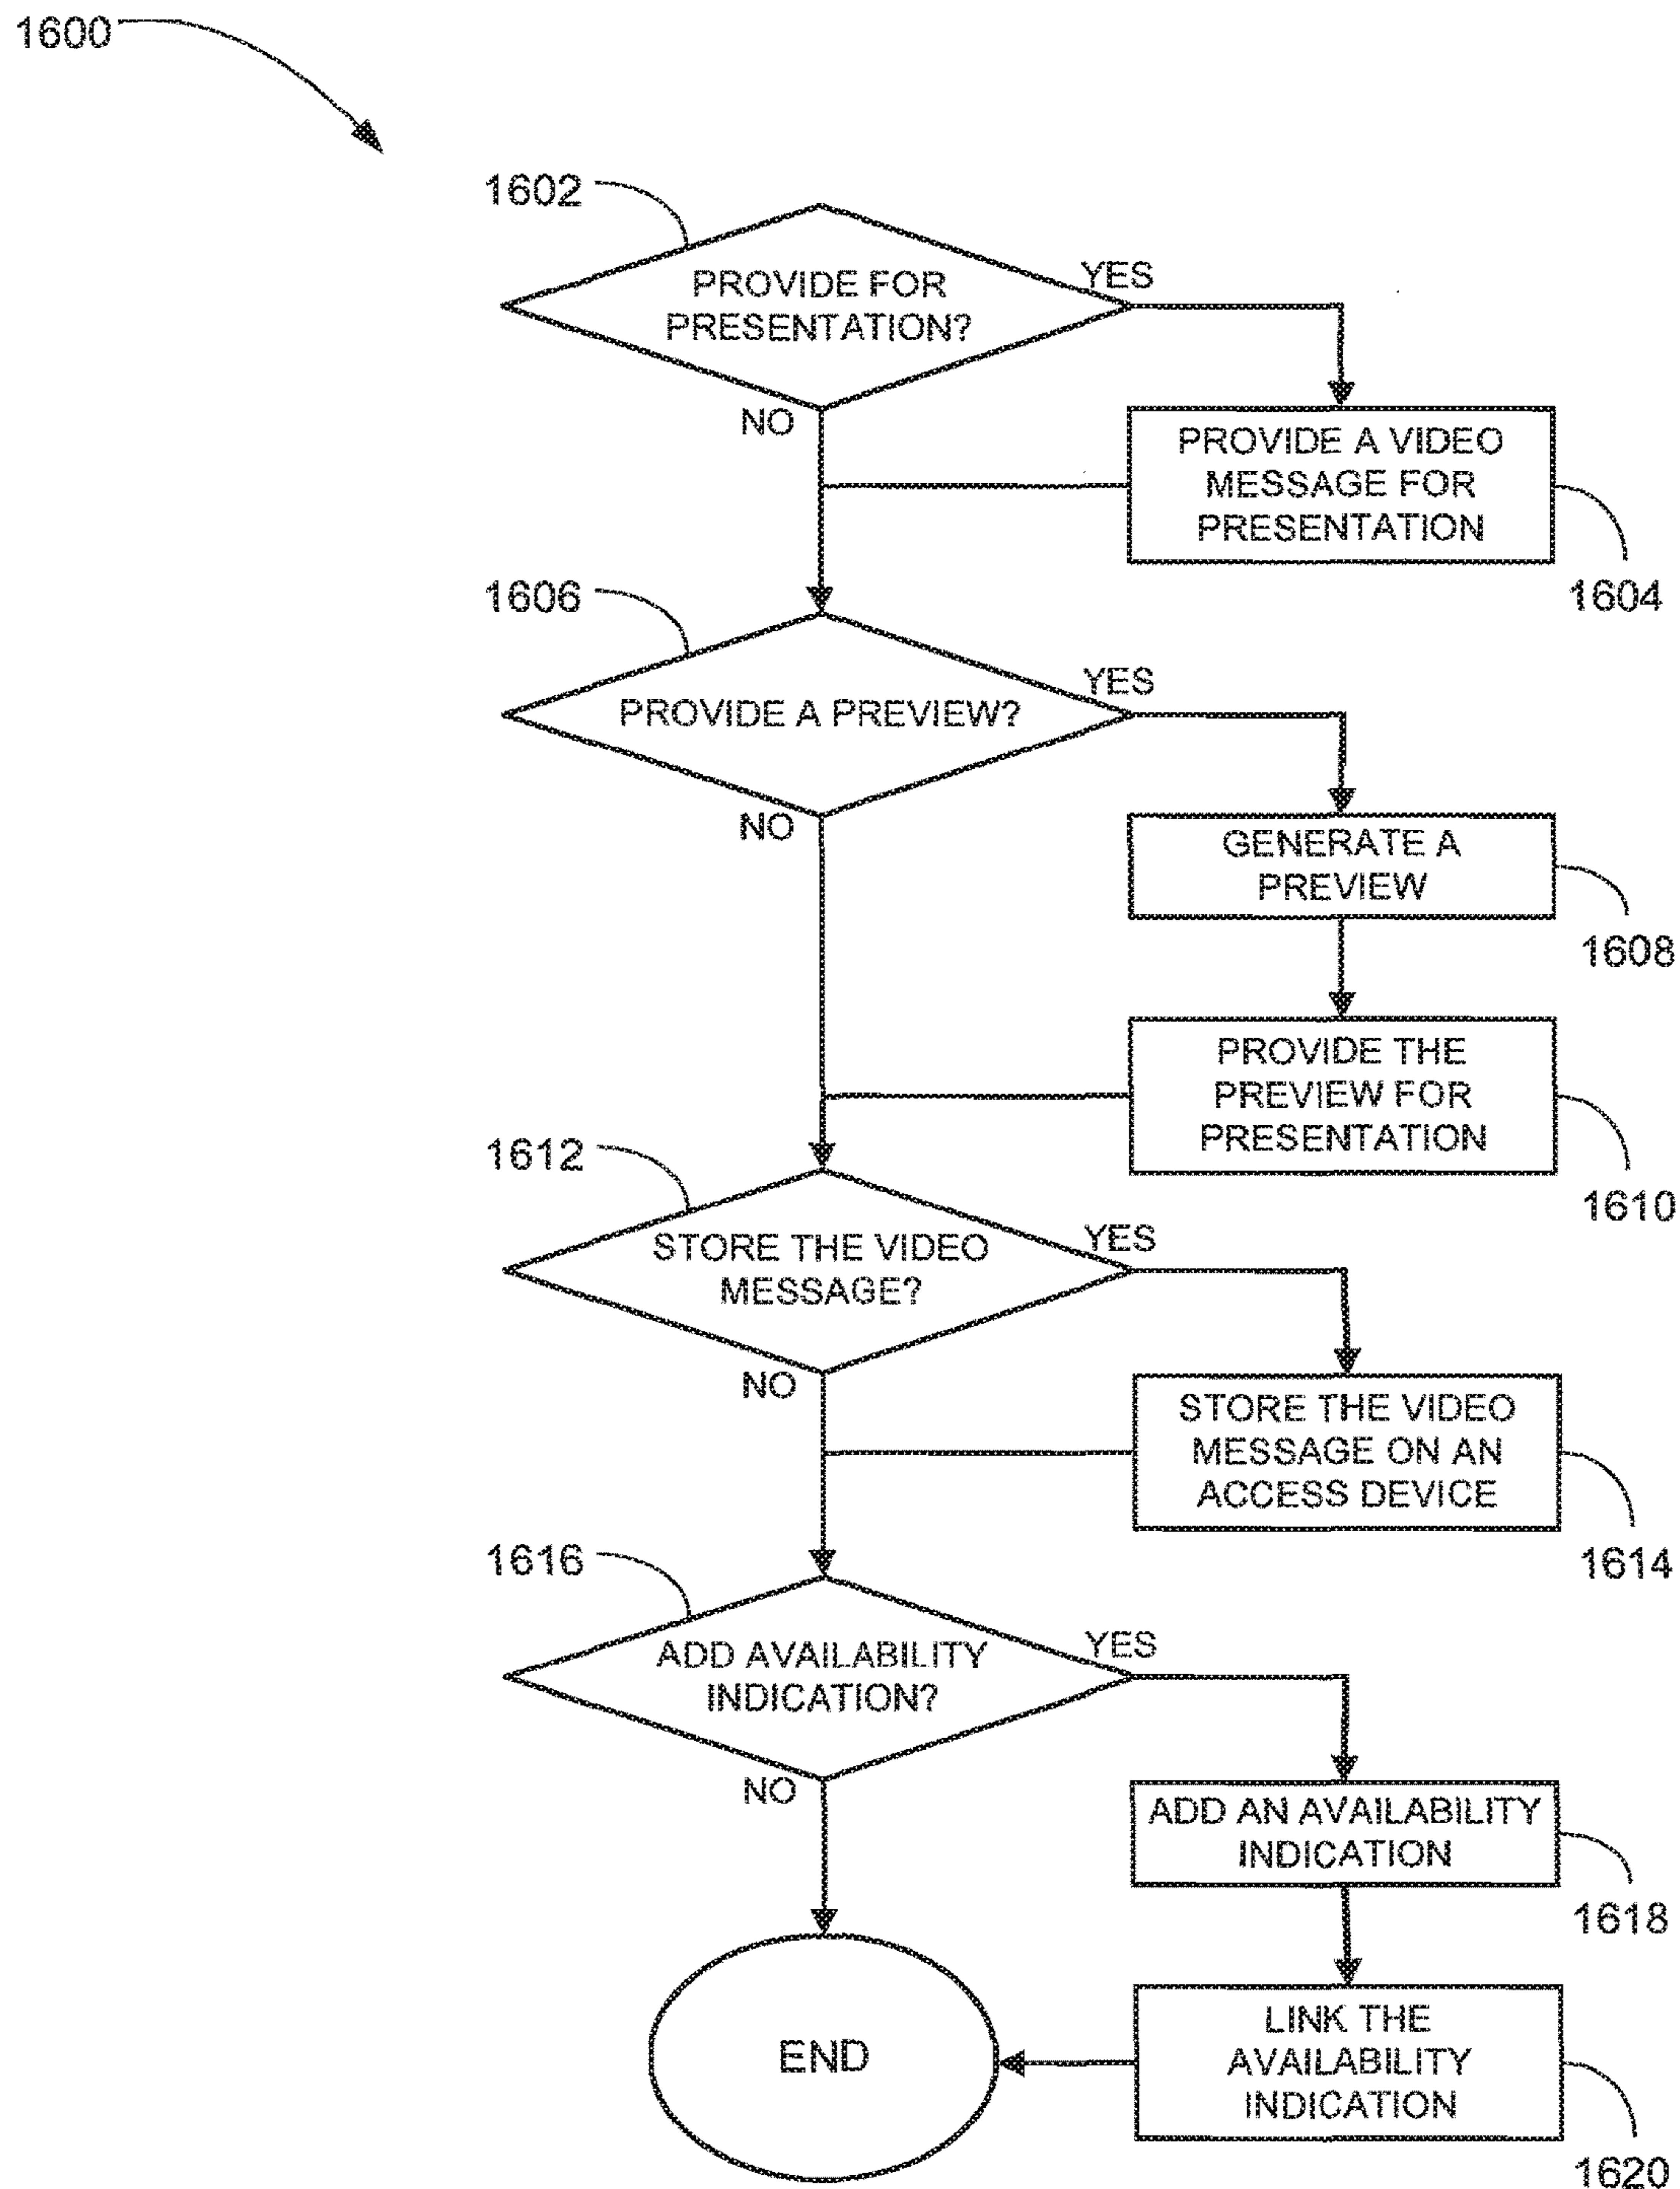 1600
1602
PROVIDE FOR
PRESENTATION?
YES
NO
PROVIDE A VIDEO
MESSAGE FOR
PRESENTATION
1604
1606
PROVIDE A PREVIEW?
YES
NO
GENERATE A
PREVIEW
1608
PROVIDE THE
PREVIEW FOR
PRESENTATION
1610
1612
STORE THE VIDEO
MESSAGE?
YES
NO
STORE THE VIDEO
MESSAGE ON AN
ACCESS DEVICE
1614
1616
ADD AVAILABILITY
INDICATION?
YES
NO
ADD AN AVAILABILITY
INDICATION
1618
END
LINK THE
AVAILABILITY
INDICATION
1620